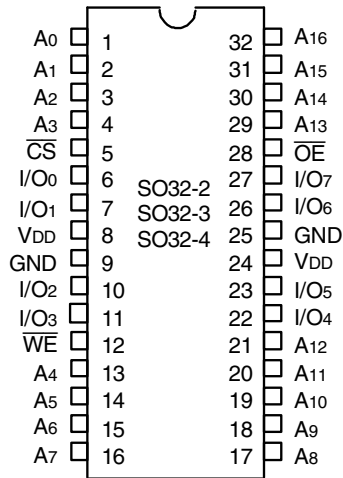 A0 1 32 A16
A1 2 31 A15
A2 3 30 A14
A3 4 29 A13
C̅S̅ 5 28 O̅E̅
I/O0 6 SO32-2 27 I/O7
I/O1 7 SO32-3 26 I/O6
VDD 8 SO32-4 25 GND
GND 9 24 VDD
I/O2 10 23 I/O5
I/O3 11 22 I/O4
W̅E̅ 12 21 A12
A4 13 20 A11
A5 14 19 A10
A6 15 18 A9
A7 16 17 A8